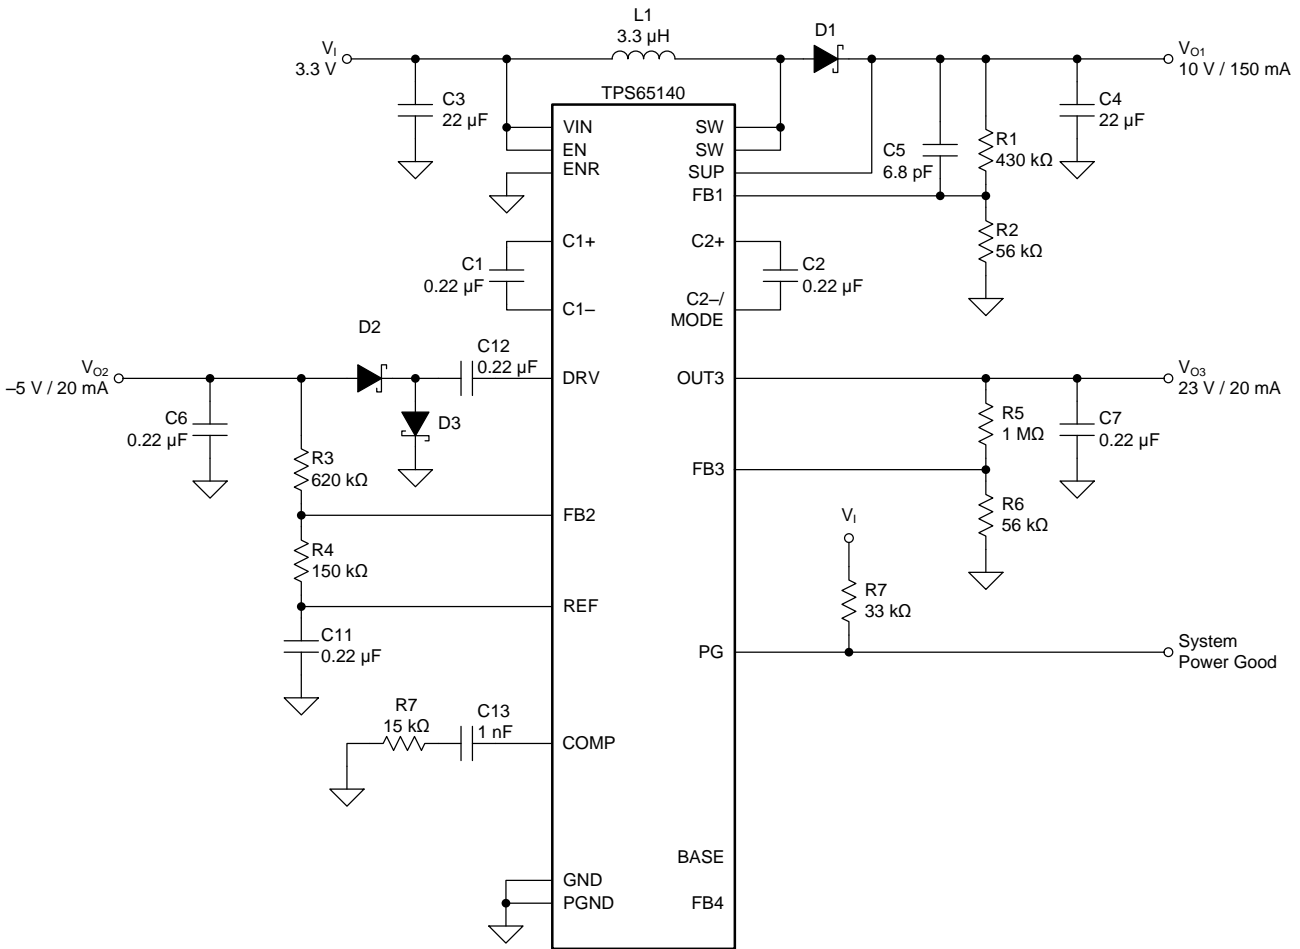 L1
3.3 µH
D1
VI
3.3 V
VO1
10 V / 150 mA
C3
22 µF
TPS65140
C4
22 µF
VIN
EN
ENR
SW
SW
SUP
FB1
C5
6.8 pF
R1
430 kΩ
R2
56 kΩ
C1+
C1–
C1
0.22 µF
C2+
C2–/
MODE
C2
0.22 µF
D2
C12
0.22 µF
VO2
–5 V / 20 mA
DRV
OUT3
VO3
23 V / 20 mA
C6
0.22 µF
D3
R5
1 MΩ
C7
0.22 µF
R3
620 kΩ
FB3
R6
56 kΩ
FB2
VI
R4
150 kΩ
R7
33 kΩ
REF
C11
0.22 µF
PG
System
Power Good
R7
15 kΩ
C13
1 nF
COMP
BASE
GND
PGND
FB4